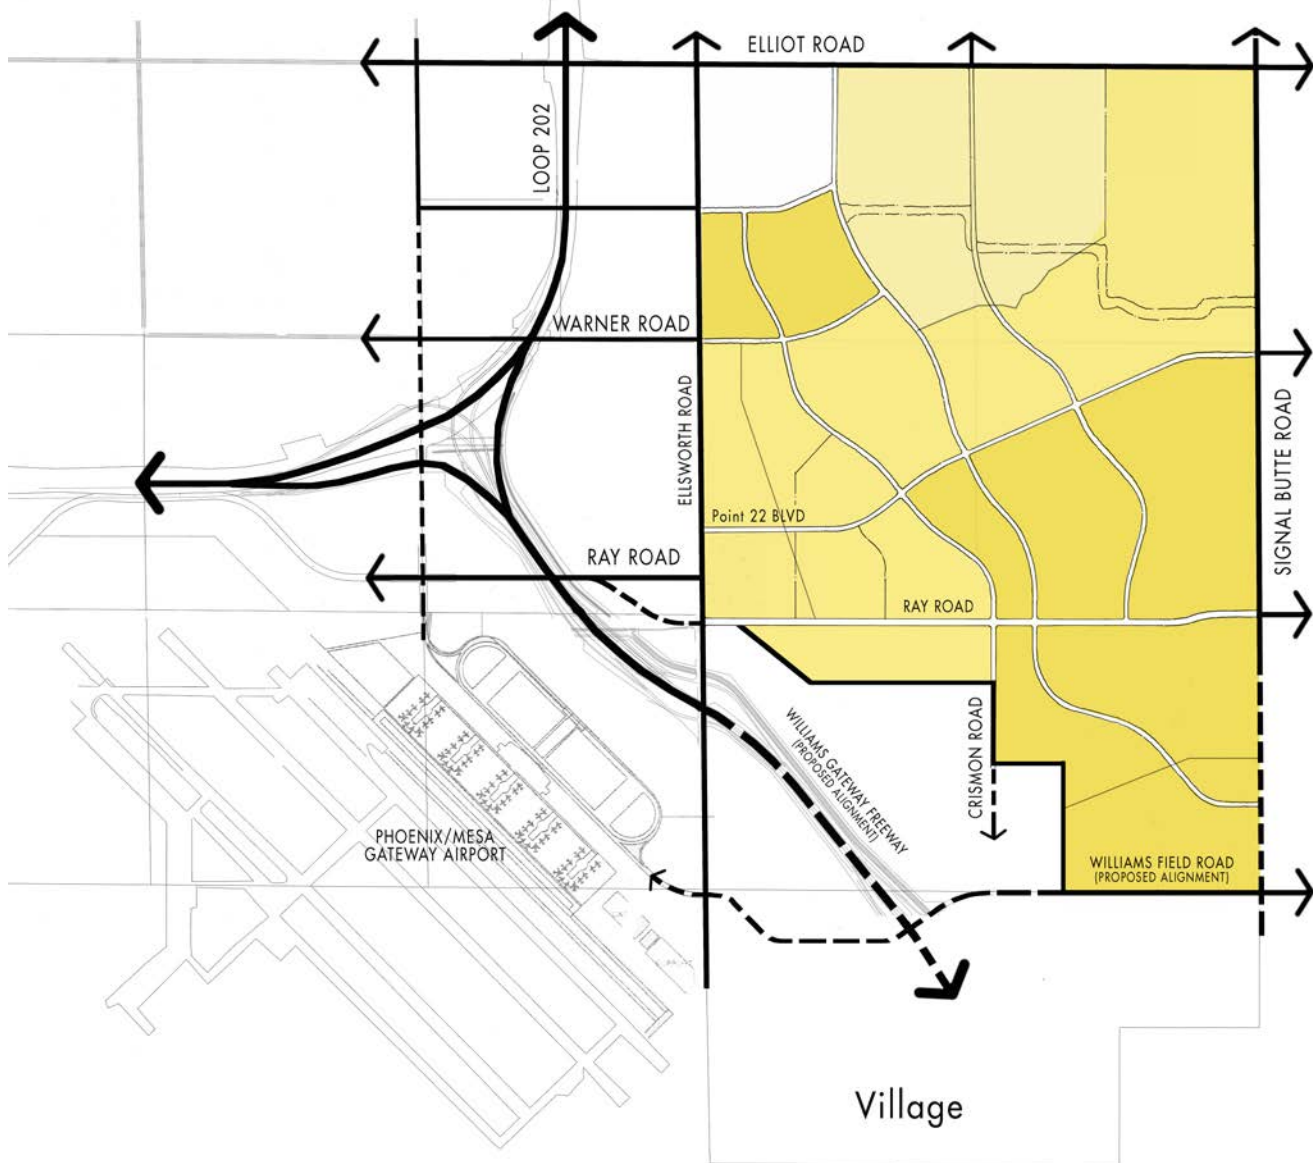 ELLIOT ROAD
LOOP 202
WARNER ROAD
ELLSWORTH ROAD
SIGNAL BUTTE ROAD
Point 22 BLVD
RAY ROAD
RAY ROAD
WILLIAMS GATEWAY FREEWAY
(PROPOSED ALIGNMENT)
CRISMON ROAD
PHOENIX/MESA
GATEWAY AIRPORT
WILLIAMS FIELD ROAD
(PROPOSED ALIGNMENT)
Village